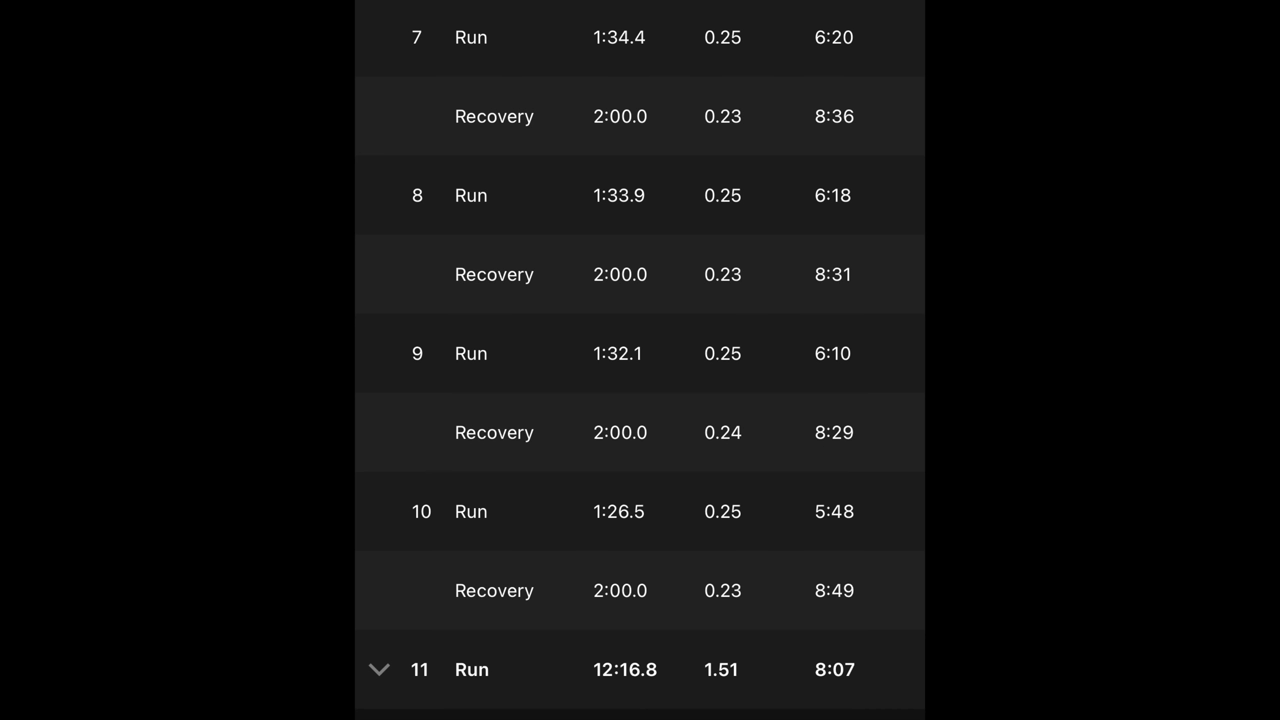 7 Run 1:34.4 0.25 6:20
Recovery 2:00.0 0.23 8:36
8 Run 1:33.9 0.25 6:18
Recovery 2:00.0 0.23 8:31
9 Run 1:32.1 0.25 6:10
Recovery 2:00.0 0.24 8:29
10 Run 1:26.5 0.25 5:48
Recovery 2:00.0 0.23 8:49
11 Run 12:16.8 1.51 8:07